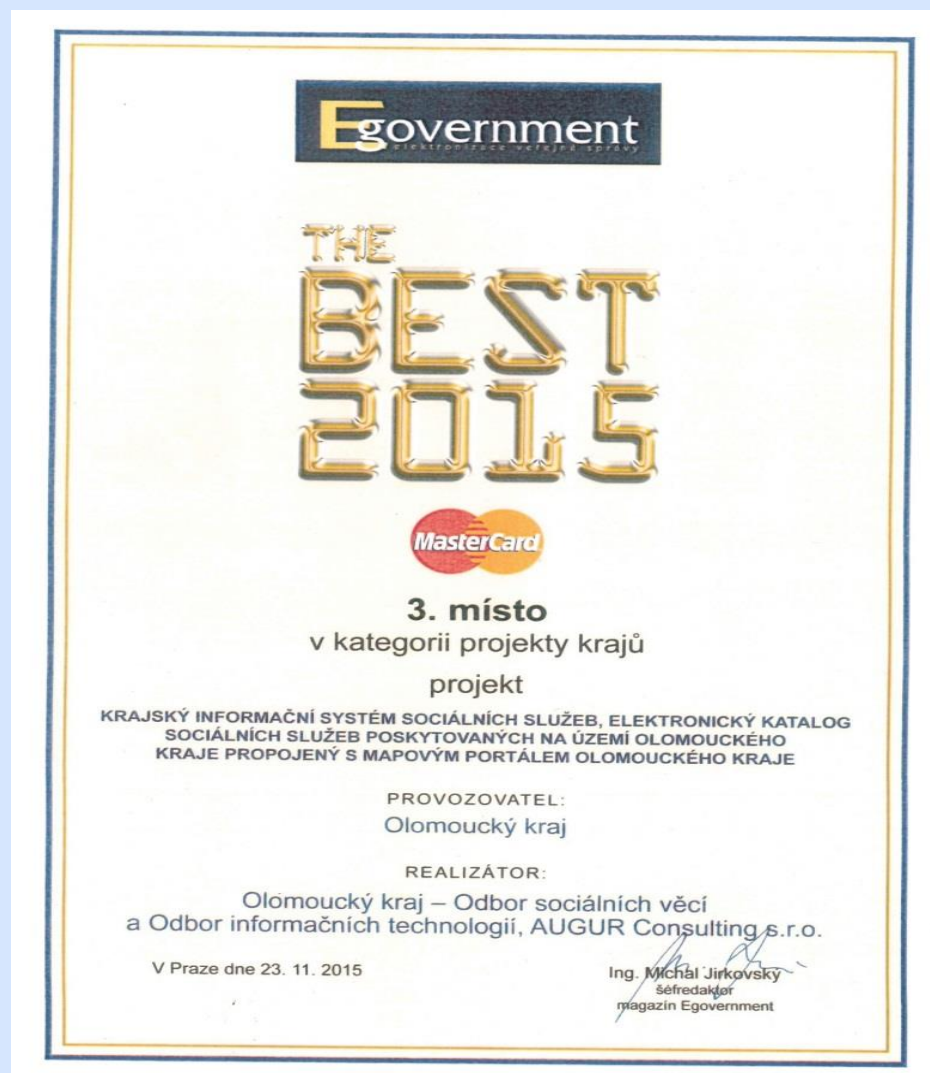 Egovernment
elektronizace veřejné správy
THE
BEST
2015
MasterCard
3. místo
v kategorii projekty krajů
projekt
KRAJSKÝ INFORMAČNÍ SYSTÉM SOCIÁLNÍCH SLUŽEB, ELEKTRONICKÝ KATALOG
SOCIÁLNÍCH SLUŽEB POSKYTOVANÝCH NA ÚZEMÍ OLOMOUCKÉHO
KRAJE PROPOJENÝ S MAPOVÝM PORTÁLEM OLOMOUCKÉHO KRAJE
PROVOZOVATEL:
Olomoucký kraj
REALIZÁTOR:
Olomoucký kraj – Odbor sociálních věcí
a Odbor informačních technologií, AUGUR Consulting s.r.o.
V Praze dne 23. 11. 2015
Ing. Michal Jirkovský
šéfredaktor
magazín Egovernment